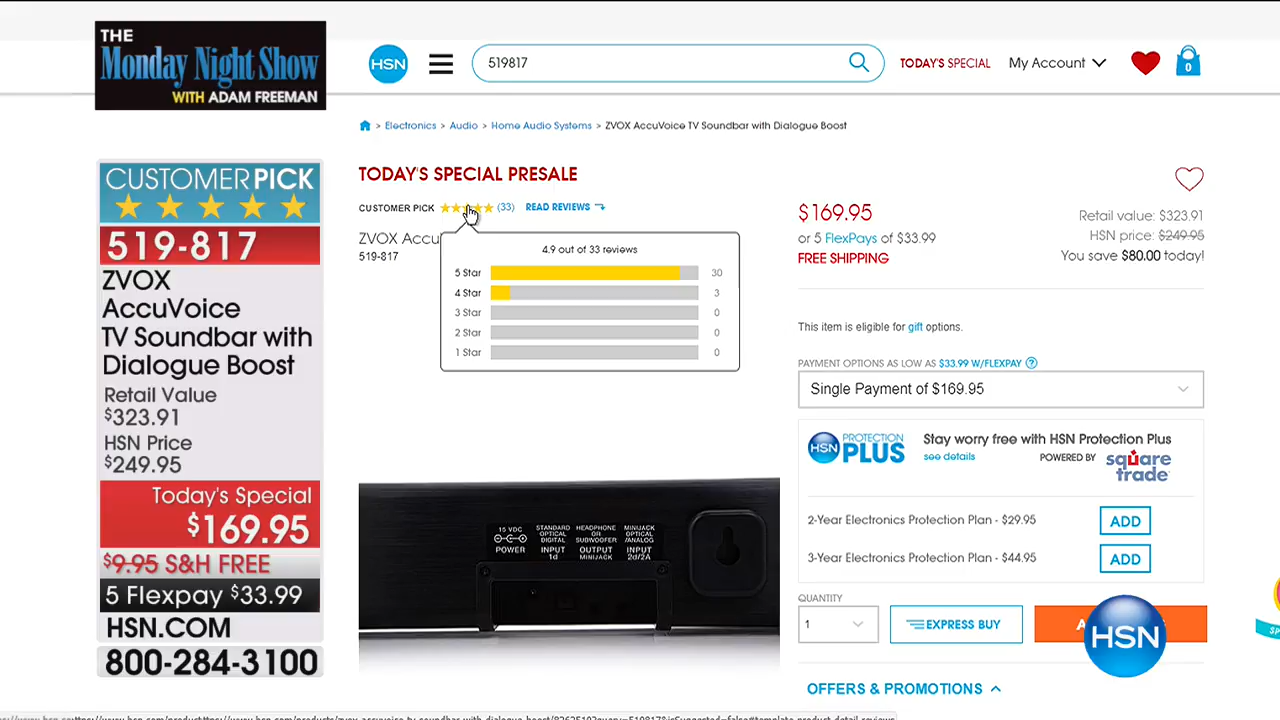 THE
Monday Night Show
WITH ADAM FREEMAN
HSN
519817
TODAY'S SPECIAL
My Account
0
Electronics > Audio > Home Audio Systems > ZVOX AccuVoice TV Soundbar with Dialogue Boost
CUSTOMER PICK
519-817
ZVOX
AccuVoice
TV Soundbar with
Dialogue Boost
Retail Value
$323.91
HSN Price
$249.95
Today's Special
$169.95
$9.95 S&H FREE
5 Flexpay $33.99
HSN.COM
800-284-3100
TODAY'S SPECIAL PRESALE
CUSTOMER PICK (33) READ REVIEWS
ZVOX Accu
519-817
4.9 out of 33 reviews
5 Star 30
4 Star 3
3 Star 0
2 Star 0
1 Star 0
15 VDC
POWER
STANDARD
OPTICAL
DIGITAL
INPUT
1d
HEADPHONE
OR
SUBWOOFER
OUTPUT
MINIJACK
MINIJACK
OPTICAL
/ANALOG
INPUT
2d/2A
$169.95
or 5 FlexPays of $33.99
FREE SHIPPING
Retail value: $323.91
HSN price: $249.95
You save $80.00 today!
This item is eligible for gift options.
PAYMENT OPTIONS AS LOW AS $33.99 W/FLEXPAY ?
Single Payment of $169.95
HSN PROTECTION PLUS
Stay worry free with HSN Protection Plus
see details
POWERED BY
square
trade
2-Year Electronics Protection Plan - $29.95 ADD
3-Year Electronics Protection Plan - $44.95 ADD
QUANTITY
1
EXPRESS BUY
HSN
OFFERS & PROMOTIONS